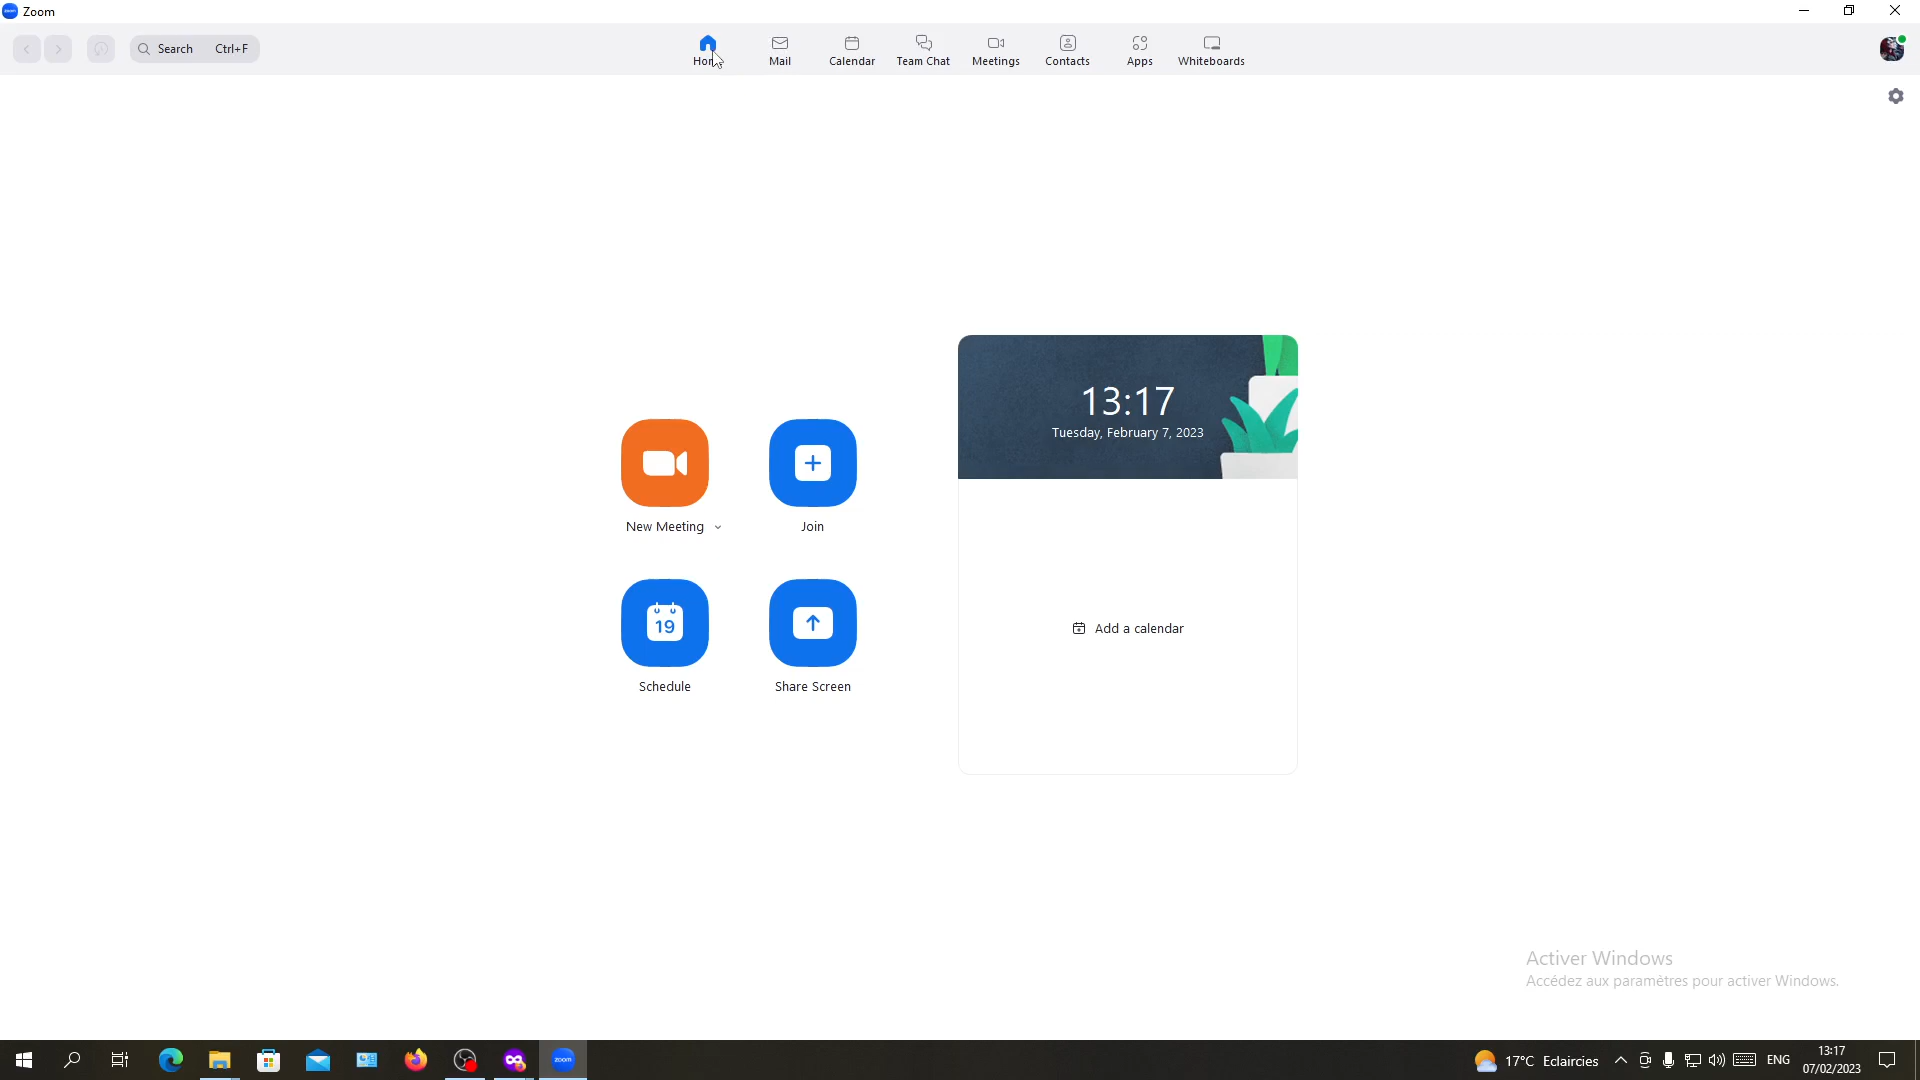 Zoom
Search Ctrl+F
Mail
Calendar
Team Chat
Meetings
Contacts
Apps
Whiteboards
13:17
Tuesday, February 7, 2023
New Meeting
Join
19
Schedule
Share Screen
Add a calendar
Activer Windows
Accédez aux paramètres pour activer Windows.
zoom
17°C Eclaircies
ENG
13:17
07/02/2023